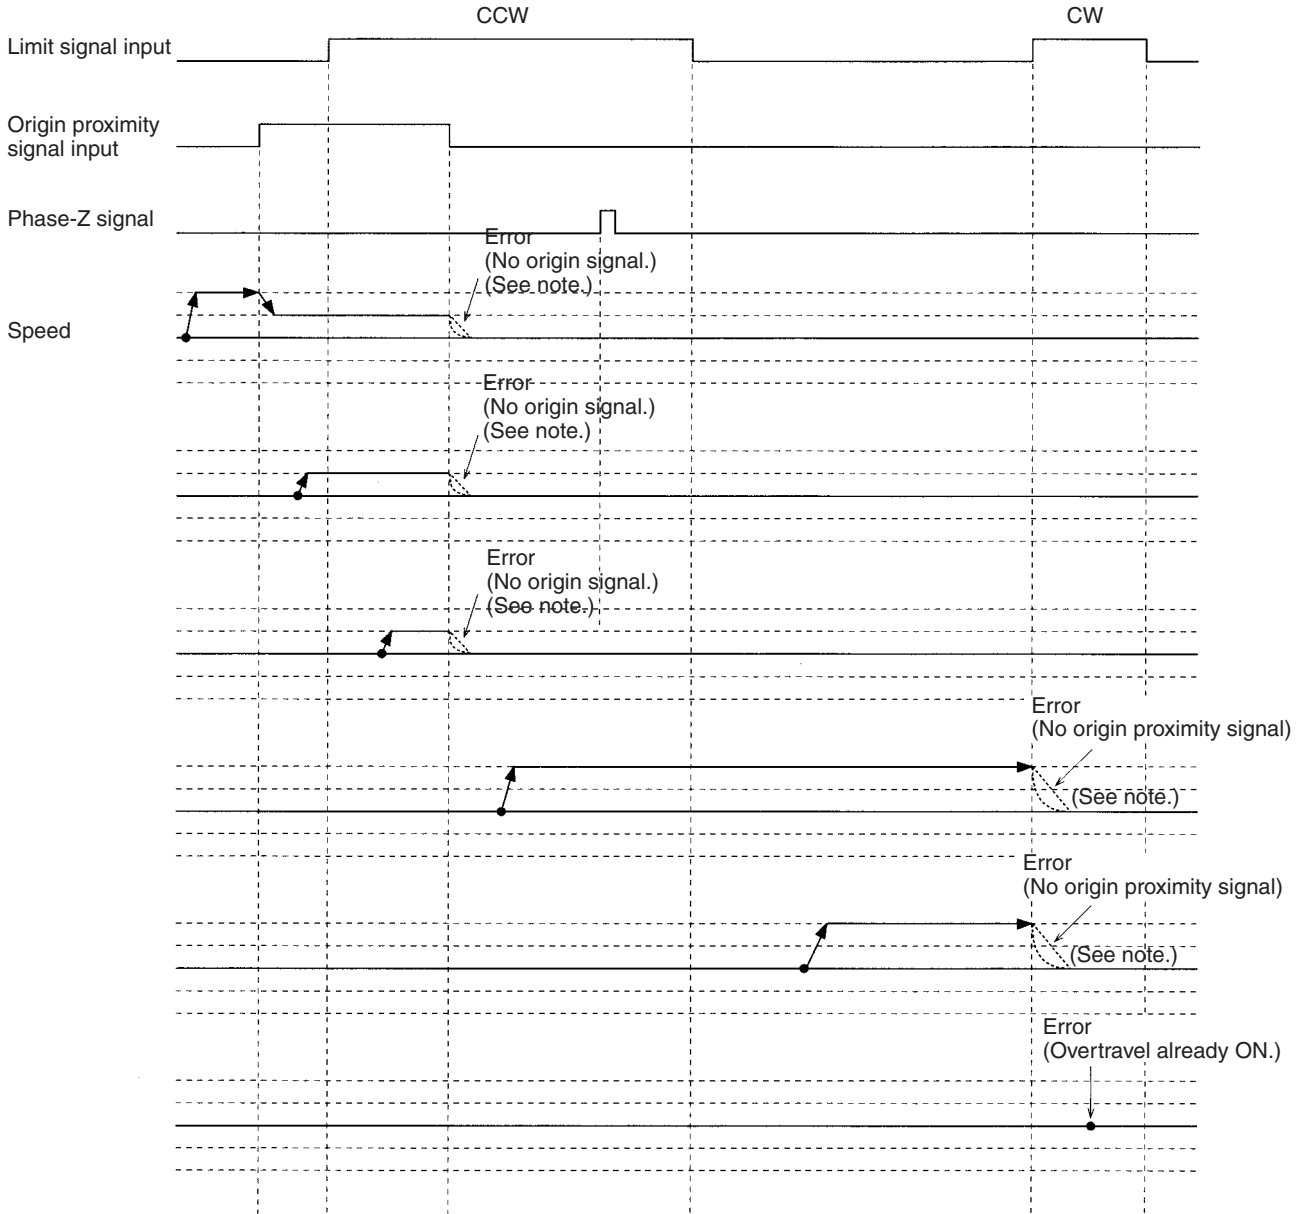 CCW
CW
Limit signal input
Origin proximity
signal input
Phase-Z signal
Error
(No origin signal.)
(See note.)
Speed
Error
(No origin signal.)
(See note.)
Error
(No origin signal.)
(See note.)
Error
(No origin proximity signal)
(See note.)
Error
(No origin proximity signal)
(See note.)
Error
(Overtravel already ON.)